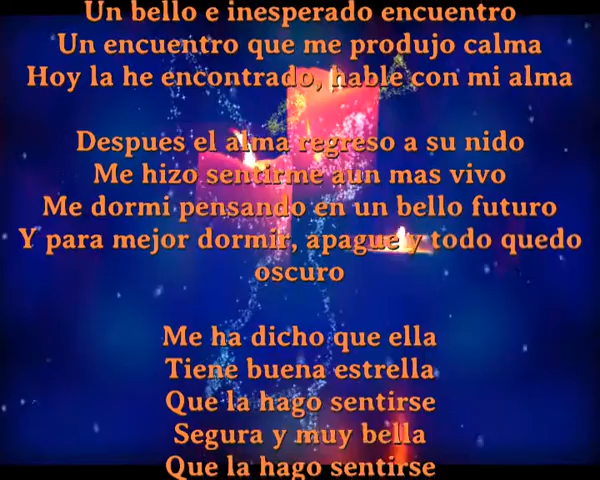 Un bello e inesperado encuentro
Un encuentro que me produjo calma
Hoy la he encontrado, hable con mi alma
Despues el alma regreso a su nido
Me hizo sentirme aun mas vivo
Me dormi pensando en un bello futuro
Y para mejor dormir, apague y todo quedo
oscuro
Me ha dicho que ella
Tiene buena estrella
Que la hago sentirse
Segura y muy bella
Que la hago sentirse